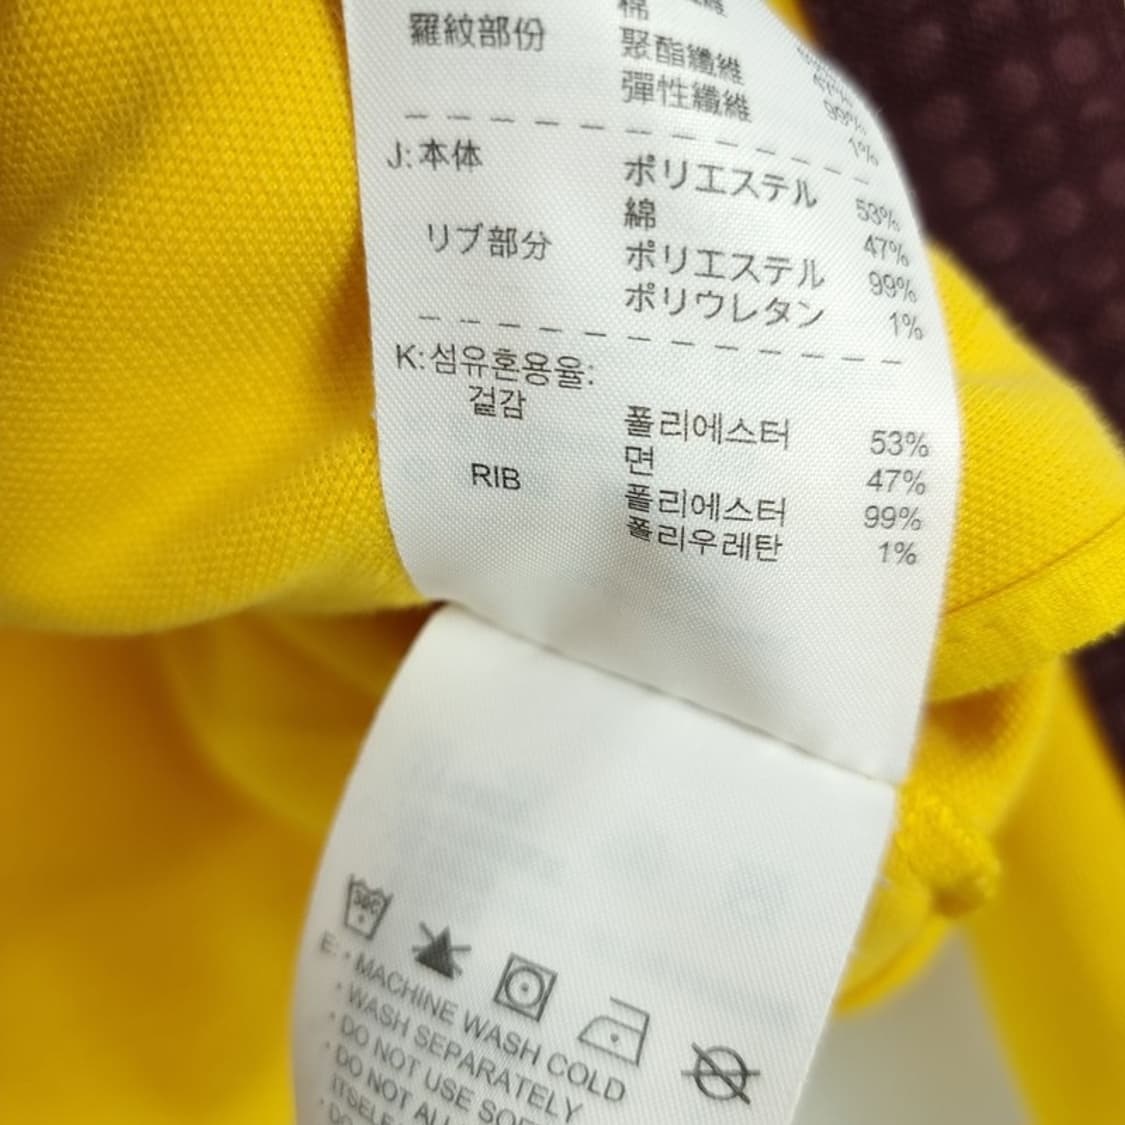 棉
羅紋部份 聚酯纖維 99%
彈性纖維 1%
J: 本体 ポリエステル 53%
綿 47%
リブ部分 ポリエステル 99%
ポリウレタン 1%
K: 섬유혼용율:
겉감 폴리에스터 53%
면 47%
RIB 폴리에스터 99%
폴리우레탄 1%
30C
E: · MACHINE WASH COLD
· WASH SEPARATELY
· DO NOT USE
· DO NOT